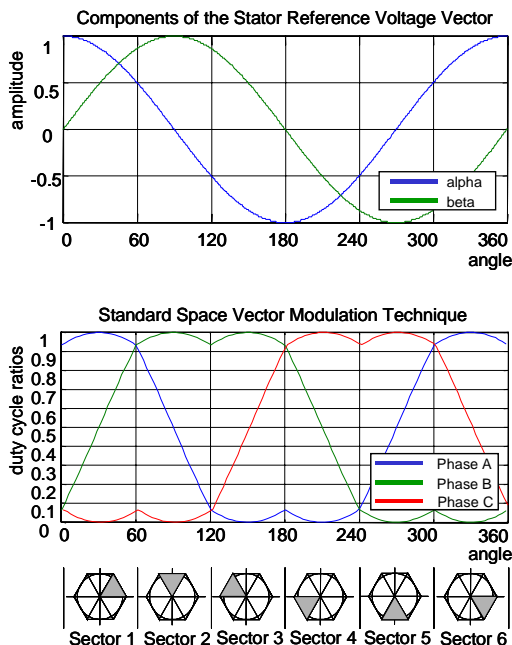 Components of the Stator Reference Voltage Vector
amplitude
1
0.5
0
-0.5
-1
alpha
beta
0 60 120 180 240 300 360
angle
Standard Space Vector Modulation Technique
duty cycle ratios
1
0.9
0.8
0.7
0.6
0.5
0.4
0.3
0.2
0.1
0
Phase A
Phase B
Phase C
0 60 120 180 240 300 360
angle
Sector 1 Sector 2 Sector 3 Sector 4 Sector 5 Sector 6